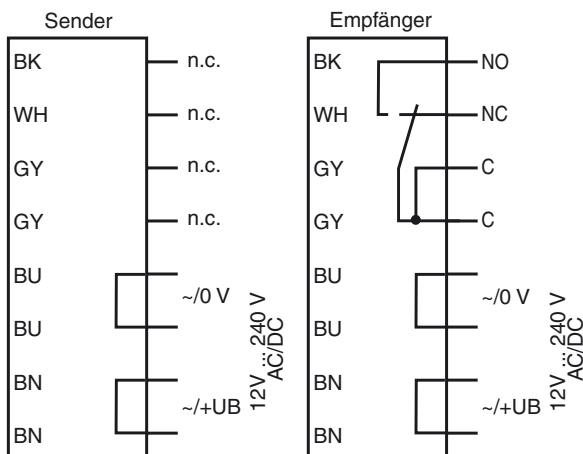 Sender
BK n.c.
WH n.c.
GY n.c.
GY n.c.
BU
~/0 V
BU
BN
~/+UB
BN
12V ... 240 V
AC/DC
Empfänger
BK NO
WH NC
GY C
GY C
BU
~/0 V
BU
BN
~/+UB
BN
12V ... 240 V
AC/DC